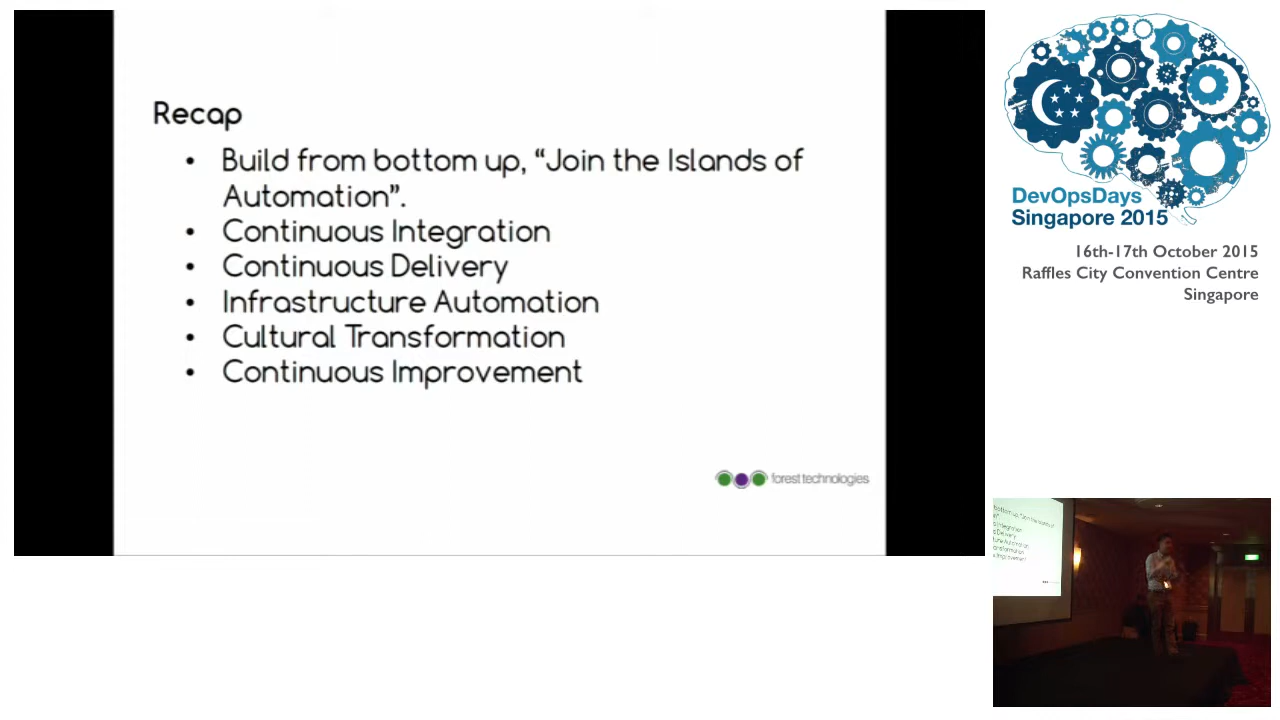 Recap
• Build from bottom up, “Join the Islands of
Automation”.
• Continuous Integration
• Continuous Delivery
• Infrastructure Automation
• Cultural Transformation
• Continuous Improvement
forest technologies
DevOpsDays
Singapore 2015
16th-17th October 2015
Raffles City Convention Centre
Singapore